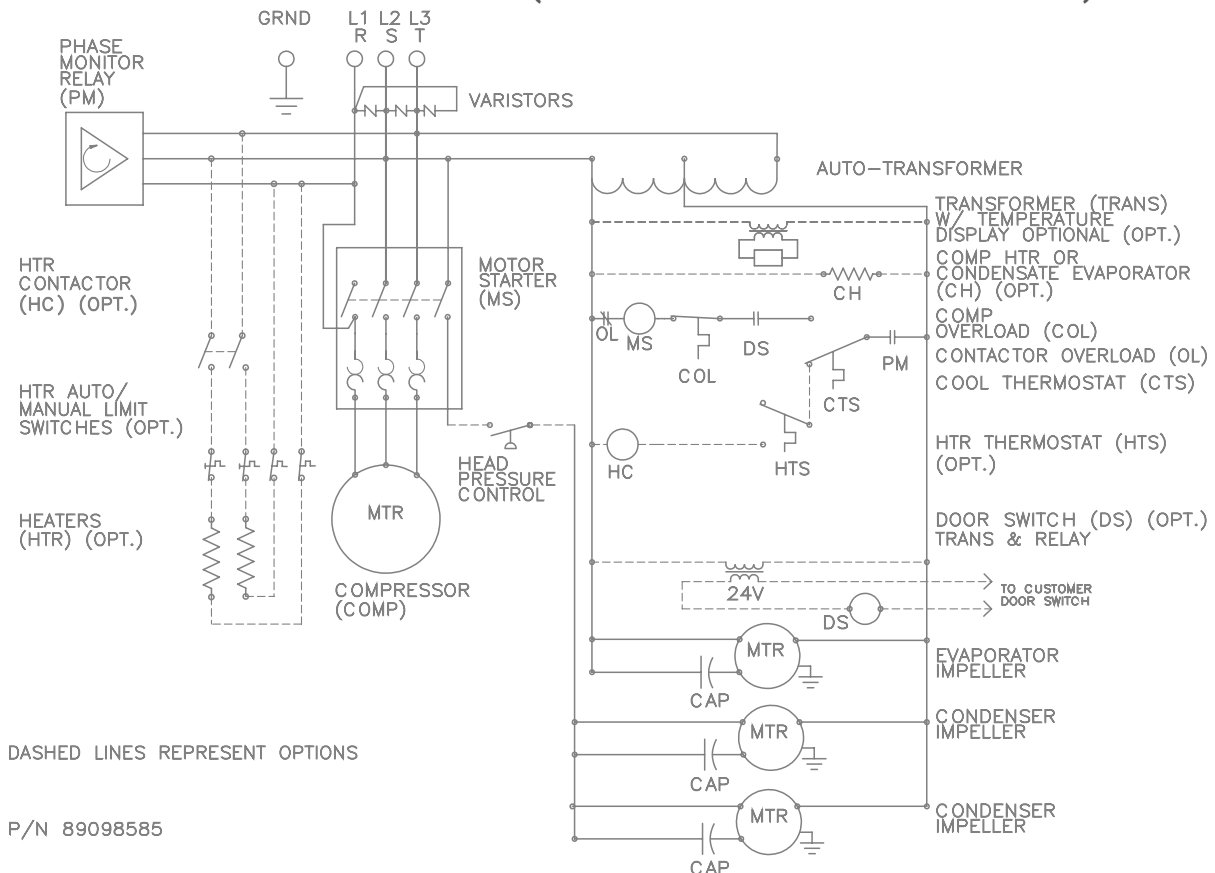 GRND
L1 L2 L3
R S T
PHASE
MONITOR
RELAY
(PM)
VARISTORS
AUTO-TRANSFORMER
TRANSFORMER (TRANS)
W/ TEMPERATURE
DISPLAY OPTIONAL (OPT.)
HTR
CONTACTOR
(HC) (OPT.)
MOTOR
STARTER
(MS)
CH
COMP HTR OR
CONDENSATE EVAPORATOR
(CH) (OPT.)
OL
MS
COL
DS
PM
COMP
OVERLOAD (COL)
CONTACTOR OVERLOAD (OL)
COOL THERMOSTAT (CTS)
CTS
HTR AUTO/
MANUAL LIMIT
SWITCHES (OPT.)
HC
HTS
HTR THERMOSTAT (HTS)
(OPT.)
HEAD
PRESSURE
CONTROL
HEATERS
(HTR) (OPT.)
MTR
COMPRESSOR
(COMP)
DOOR SWITCH (DS) (OPT.)
TRANS & RELAY
24V
TO CUSTOMER
DOOR SWITCH
DS
MTR
CAP
EVAPORATOR
IMPELLER
MTR
CAP
CONDENSER
IMPELLER
MTR
CAP
CONDENSER
IMPELLER
DASHED LINES REPRESENT OPTIONS
P/N 89098585